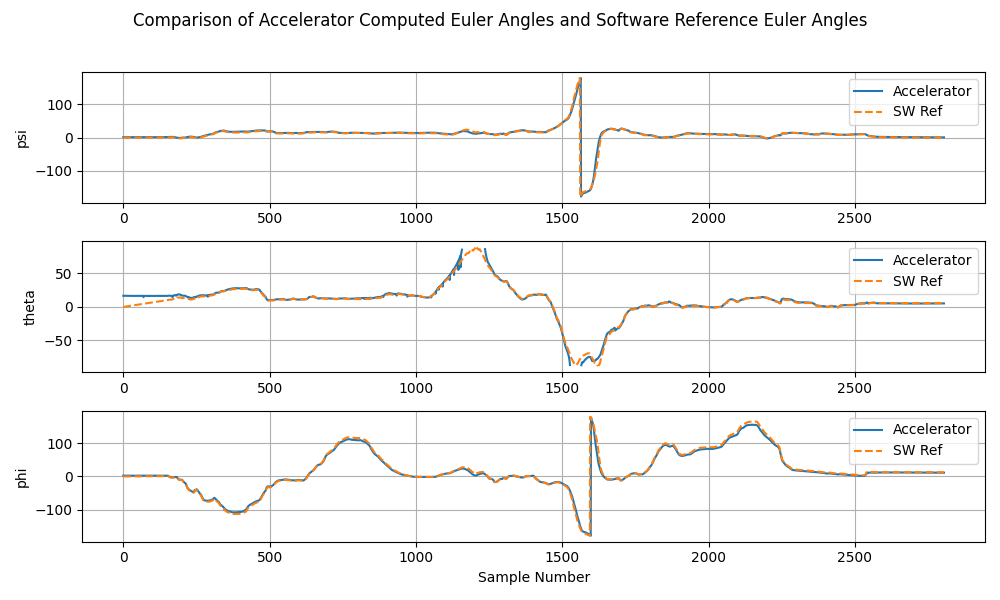 Comparison of Accelerator Computed Euler Angles and Software Reference Euler Angles
psi
100
0
−100
Accelerator
SW Ref
0
500
1000
1500
2000
2500
theta
50
0
−50
Accelerator
SW Ref
0
500
1000
1500
2000
2500
phi
100
0
−100
Accelerator
SW Ref
0
500
1000
1500
2000
2500
Sample Number